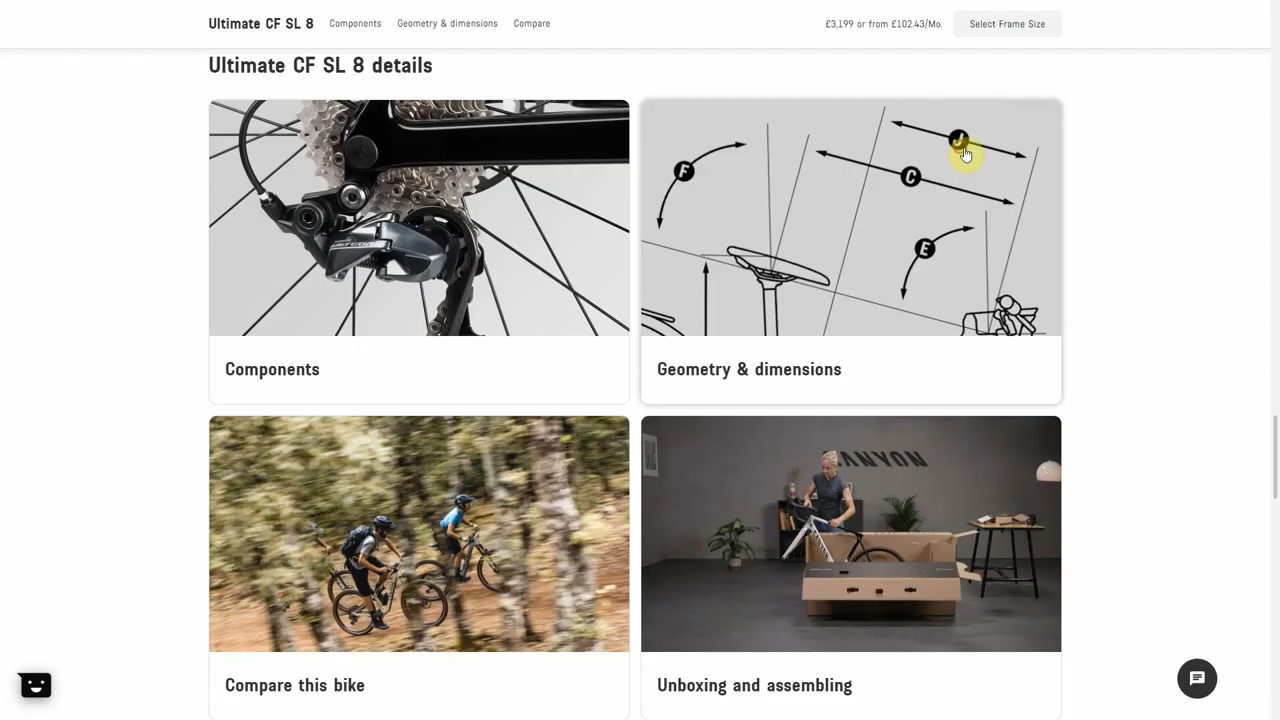 Ultimate CF SL 8
Components
Geometry & dimensions
Compare
£3,199 or from £102.43/Mo.
Select Frame Size
Ultimate CF SL 8 details
F
J
C
E
Components
Geometry & dimensions
CANYON
Compare this bike
Unboxing and assembling